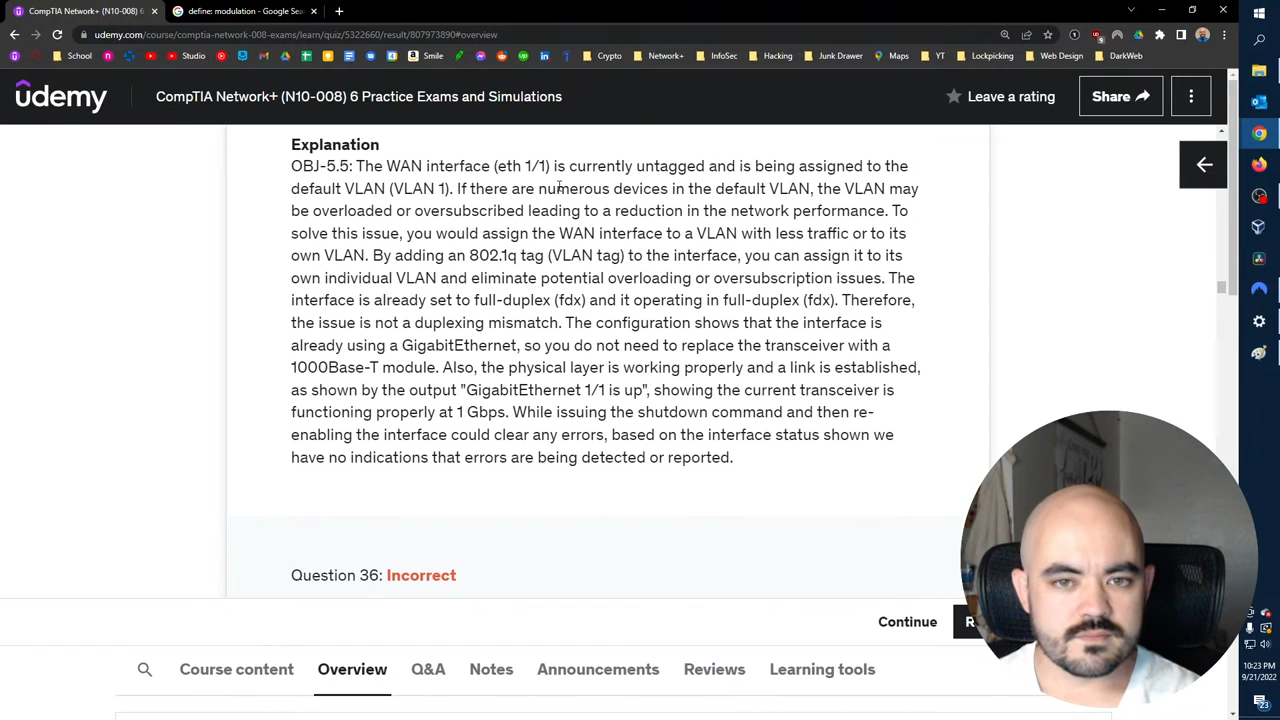 CompTIA Network+ (N10-008) 6
define: modulation - Google Sea
udemy.com/course/comptia-network-008-exams/learn/quiz/5322660/result/807973890#overview
School
Studio
Crypto
Network+
InfoSec
Hacking
Junk Drawer
Maps
YT
Lockpicking
Web Design
DarkWeb
ûdemy
CompTIA Network+ (N10-008) 6 Practice Exams and Simulations
Leave a rating
Share
Explanation
OBJ-5.5: The WAN interface (eth 1/1) is currently untagged and is being assigned to the
default VLAN (VLAN 1). If there are numerous devices in the default VLAN, the VLAN may
be overloaded or oversubscribed leading to a reduction in the network performance. To
solve this issue, you would assign the WAN interface to a VLAN with less traffic or to its
own VLAN. By adding an 802.1q tag (VLAN tag) to the interface, you can assign it to its
own individual VLAN and eliminate potential overloading or oversubscription issues. The
interface is already set to full-duplex (fdx) and it operating in full-duplex (fdx). Therefore,
the issue is not a duplexing mismatch. The configuration shows that the interface is
already using a GigabitEthernet, so you do not need to replace the transceiver with a
1000Base-T module. Also, the physical layer is working properly and a link is established,
as shown by the output "GigabitEthernet 1/1 is up", showing the current transceiver is
functioning properly at 1 Gbps. While issuing the shutdown command and then re-
enabling the interface could clear any errors, based on the interface status shown we
have no indications that errors are being detected or reported.
Question 36: Incorrect
Continue
Course content
Overview
Q&A
Notes
Announcements
Reviews
Learning tools
10:23 PM
9/21/2022
23